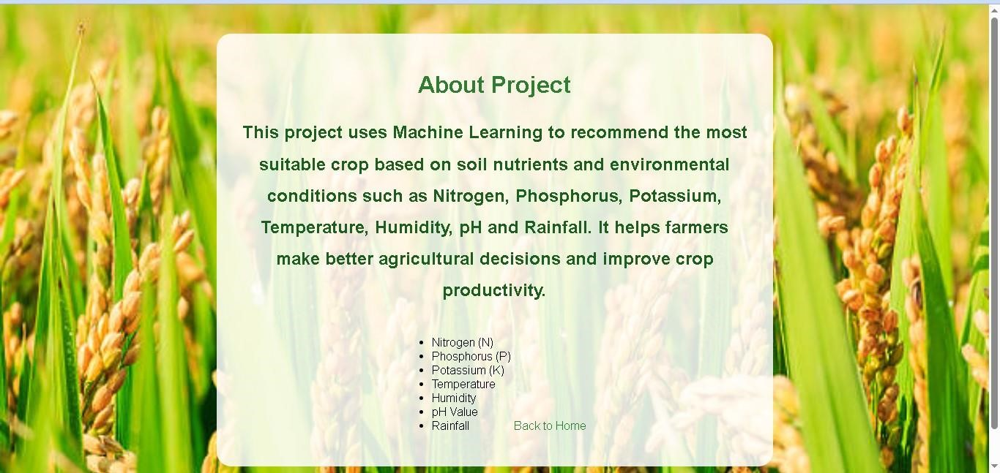 About Project
This project uses Machine Learning to recommend the most
suitable crop based on soil nutrients and environmental
conditions such as Nitrogen, Phosphorus, Potassium,
Temperature, Humidity, pH and Rainfall. It helps farmers
make better agricultural decisions and improve crop
productivity.
• Nitrogen (N)
• Phosphorus (P)
• Potassium (K)
• Temperature
• Humidity
• pH Value
• Rainfall Back to Home